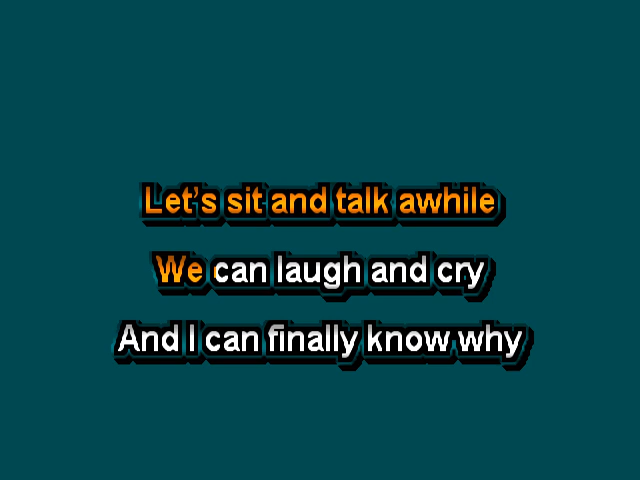 Let's sit and talk awhile
We can laugh and cry
And I can finally know why